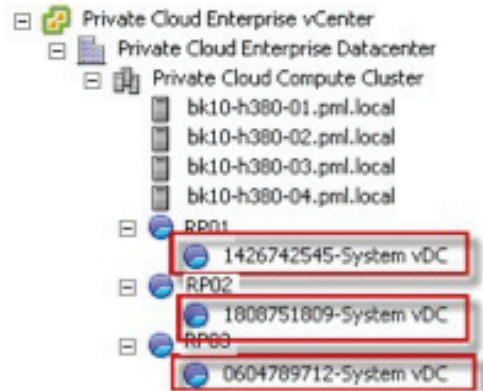 Private Cloud Enterprise vCenter
Private Cloud Enterprise Datacenter
Private Cloud Compute Cluster
bk10-h380-01.pml.local
bk10-h380-02.pml.local
bk10-h380-03.pml.local
bk10-h380-04.pml.local
RP01
1426742545-System vDC
RP02
1808751809-System vDC
RP03
0604789712-System vDC